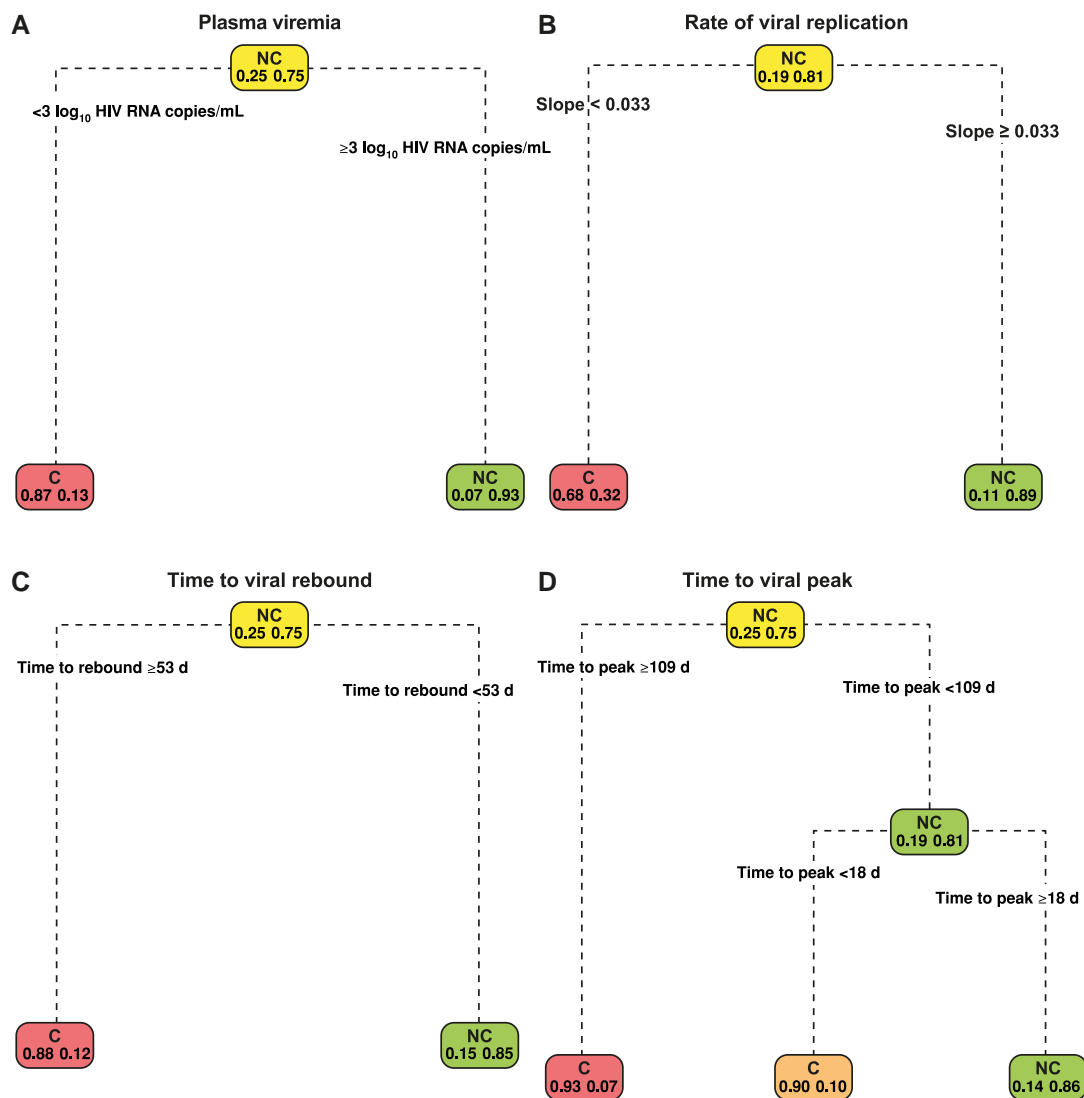 A
Plasma viremia
NC
0.25 0.75
<3 log₁₀ HIV RNA copies/mL
≥3 log₁₀ HIV RNA copies/mL
C
0.87 0.13
NC
0.07 0.93
B
Rate of viral replication
NC
0.19 0.81
Slope < 0.033
Slope ≥ 0.033
C
0.68 0.32
NC
0.11 0.89
C
Time to viral rebound
NC
0.25 0.75
Time to rebound ≥53 d
Time to rebound <53 d
C
0.88 0.12
NC
0.15 0.85
D
Time to viral peak
NC
0.25 0.75
Time to peak ≥109 d
Time to peak <109 d
NC
0.19 0.81
Time to peak <18 d
Time to peak ≥18 d
C
0.93 0.07
C
0.90 0.10
NC
0.14 0.86